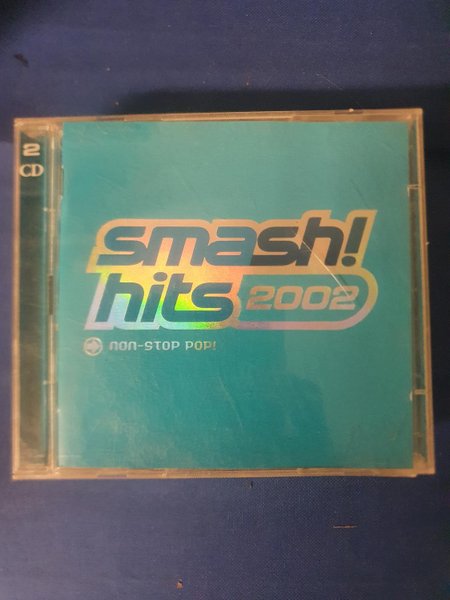 2
CD
smash!
hits 2002
non-stop pop!